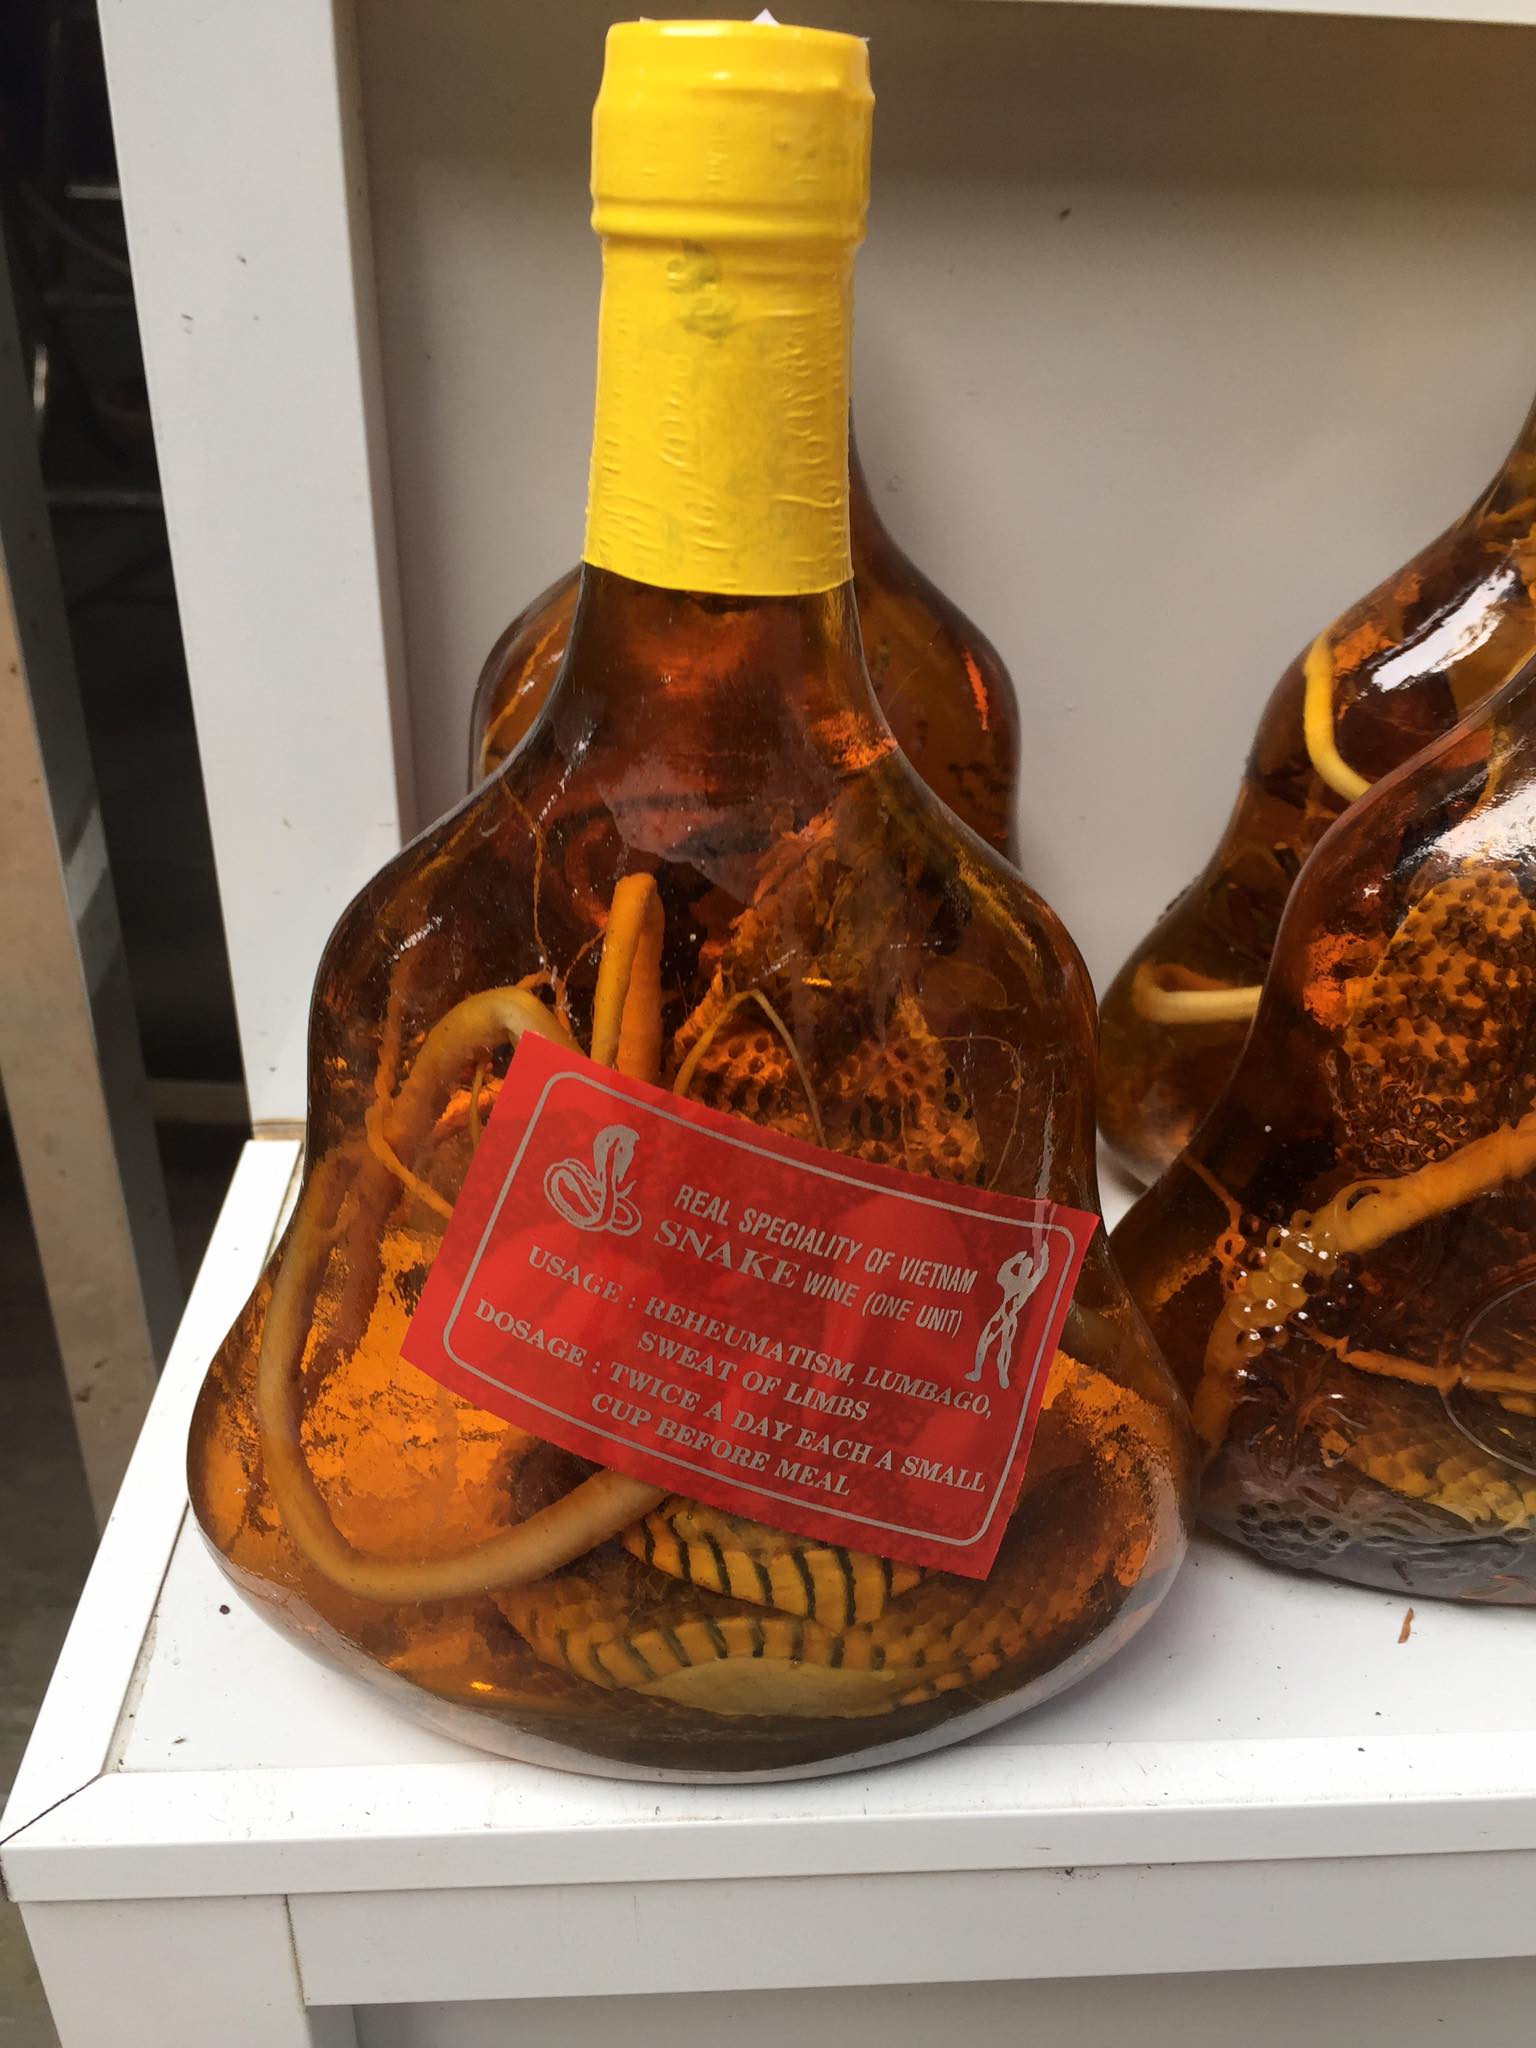 REAL SPECIALITY OF VIETNAM
SNAKE WINE (ONE UNIT)
USAGE : REHEUMATISM, LUMBAGO,
SWEAT OF LIMBS
DOSAGE : TWICE A DAY EACH A SMALL
CUP BEFORE MEAL